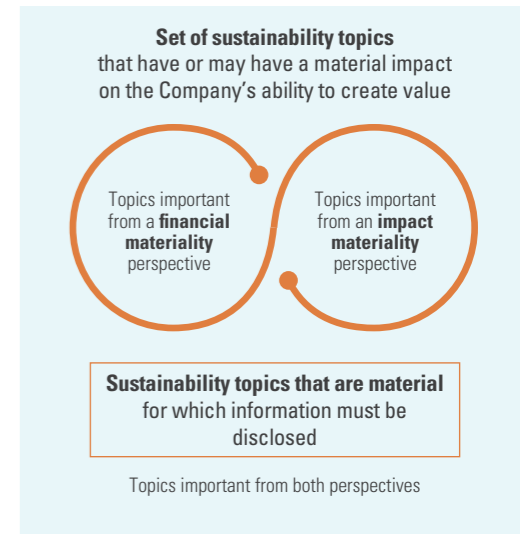 Set of sustainability topics
that have or may have a material impact
on the Company's ability to create value
Topics important
from a financial
materiality
perspective
Topics important
from an impact
materiality
perspective
Sustainability topics that are material
for which information must be
disclosed
Topics important from both perspectives